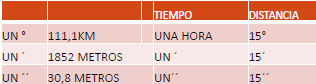 TIEMPO DISTANCIA
UN ° 111,1KM UNA HORA 15°
UN ´ 1852 METROS UN ´ 15´
UN ´´ 30,8 METROS UN´´ 15´´